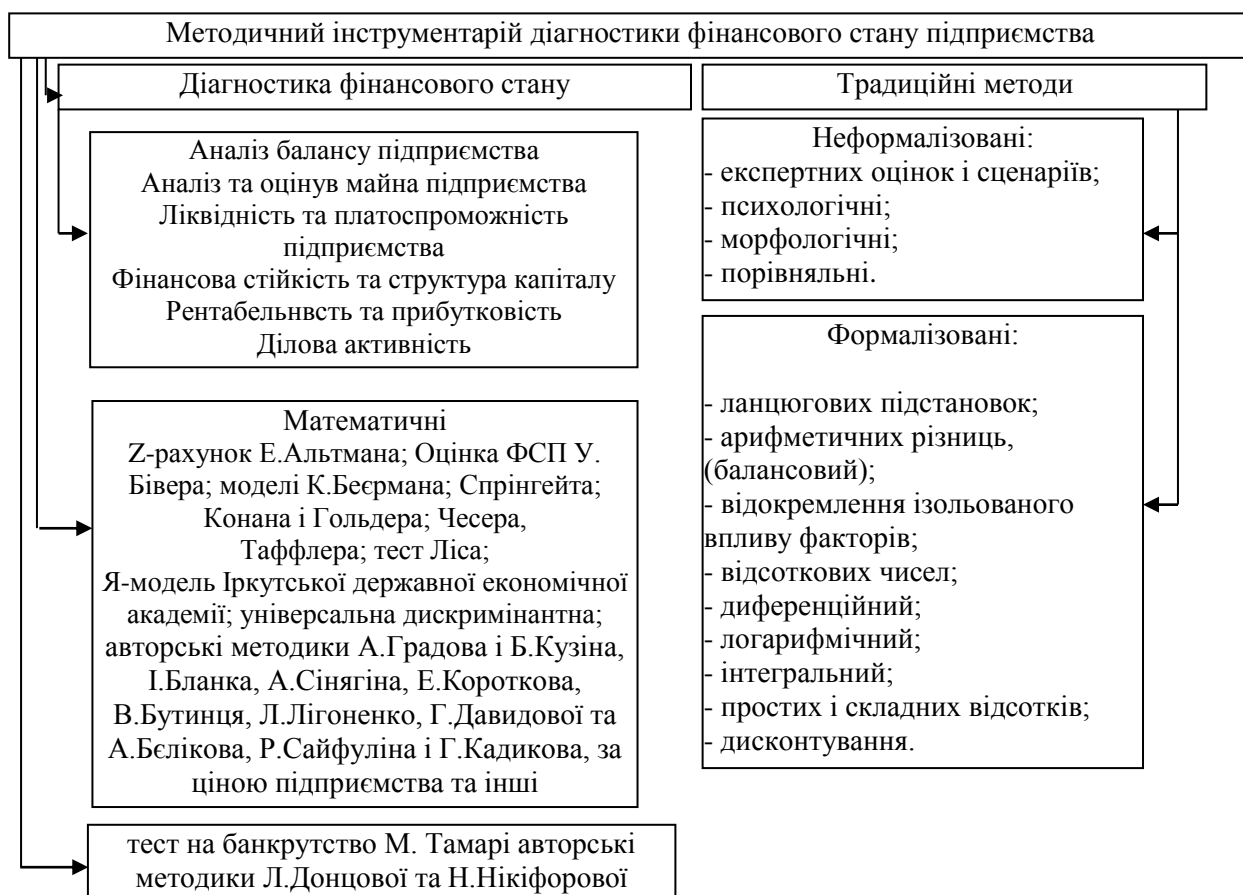 Методичний інструментарій діагностики фінансового стану підприємства
Діагностика фінансового стану
Аналіз балансу підприємства
Аналіз та оцінув майна підприємства
Ліквідність та платоспроможність
підприємства
Фінансова стійкість та структура капіталу
Рентабельнвсть та прибутковість
Ділова активність
Математичні
Z-рахунок Е.Альтмана; Оцінка ФСП У.
Бівера; моделі К.Беєрмана; Спрінгейта;
Конана і Гольдера; Чесера,
Таффлера; тест Ліса;
Я-модель Іркутської державної економічної
академії; універсальна дискримінантна;
авторські методики А.Градова і Б.Кузіна,
І.Бланка, А.Сінягіна, Е.Короткова,
В.Бутинця, Л.Лігоненко, Г.Давидової та
А.Бєлікова, Р.Сайфуліна і Г.Кадикова, за
ціною підприємства та інші
тест на банкрутство М. Тамарі авторські
методики Л.Донцової та Н.Нікіфорової
Традиційні методи
Неформалізовані:
- експертних оцінок і сценаріїв;
- психологічні;
- морфологічні;
- порівняльні.
Формалізовані:
- ланцюгових підстановок;
- арифметичних різниць,
(балансовий);
- відокремлення ізольованого
впливу факторів;
- відсоткових чисел;
- диференційний;
- логарифмічний;
- інтегральний;
- простих і складних відсотків;
- дисконтування.